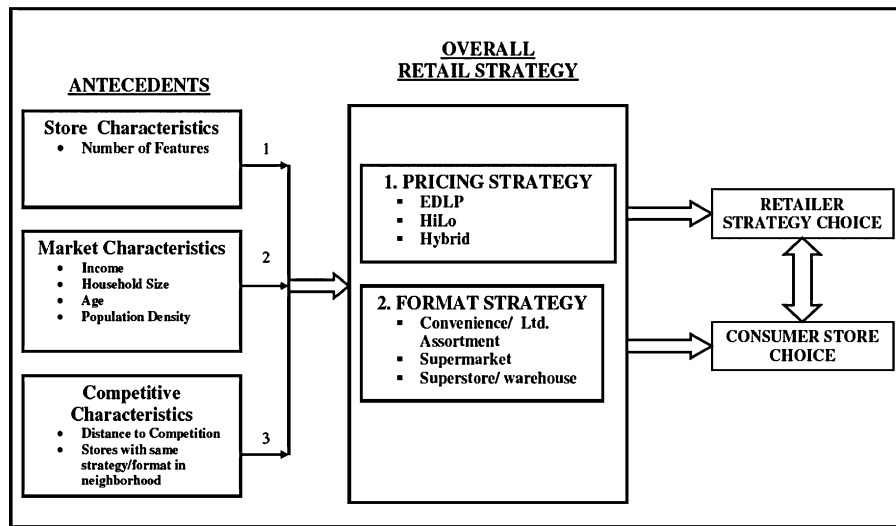 OVERALL
RETAIL STRATEGY
ANTECEDENTS
Store Characteristics
• Number of Features
1
Market Characteristics
• Income
• Household Size
• Age
• Population Density
2
Competitive
Characteristics
• Distance to Competition
• Stores with same
strategy/format in
neighborhood
3
1. PRICING STRATEGY
▪ EDLP
▪ HiLo
▪ Hybrid
2. FORMAT STRATEGY
▪ Convenience/ Ltd.
Assortment
▪ Supermarket
▪ Superstore/ warehouse
RETAILER
STRATEGY CHOICE
CONSUMER STORE
CHOICE